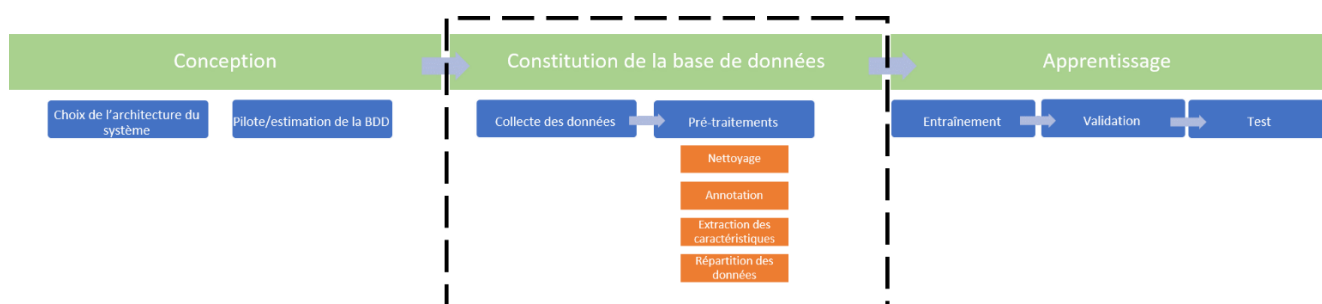 Conception
Constitution de la base de données
Apprentissage
Choix de l'architecture du
système
Pilote/estimation de la BDD
Collecte des données
Pré-traitements
Entraînement
Validation
Test
Nettoyage
Annotation
Extraction des
caractéristiques
Répartition des
données